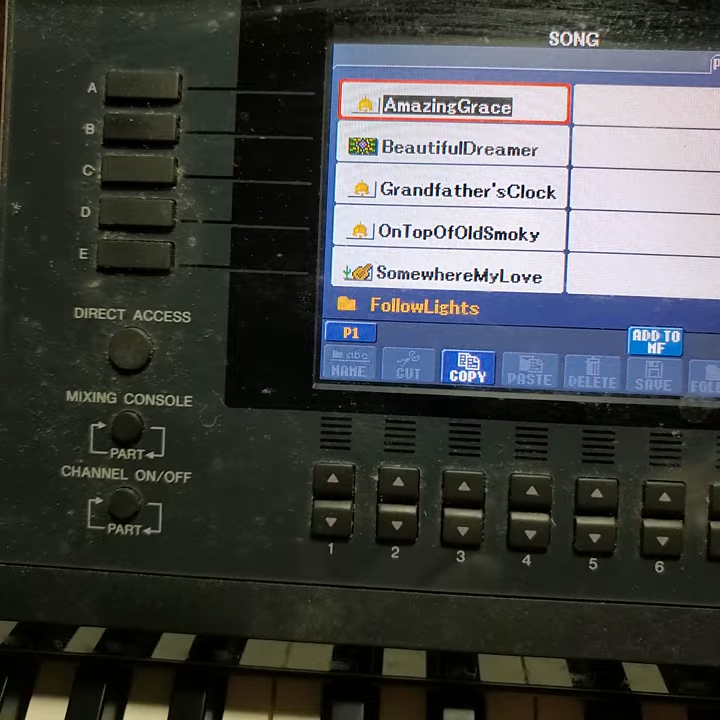 SONG
P
A
AmazingGrace
B
BeautifulDreamer
C
Grandfather'sClock
D
OnTopOfOldSmoky
E
SomewhereMyLove
FollowLights
DIRECT ACCESS
P1
ADD TO
MF
abc
NAME
CUT
COPY
PASTE
DELETE
SAVE
MIXING CONSOLE
PART
CHANNEL ON/OFF
PART
1
2
3
4
5
6